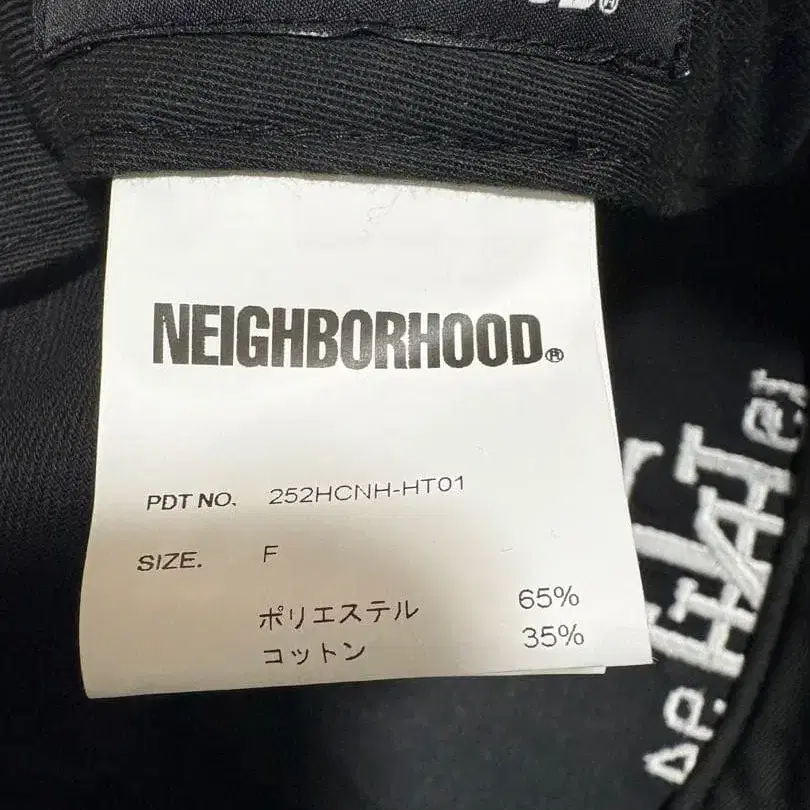 NEIGHBORHOOD®
PDT NO. 252HCNH-HT01
SIZE. F
ポリエステル 65%
コットン 35%